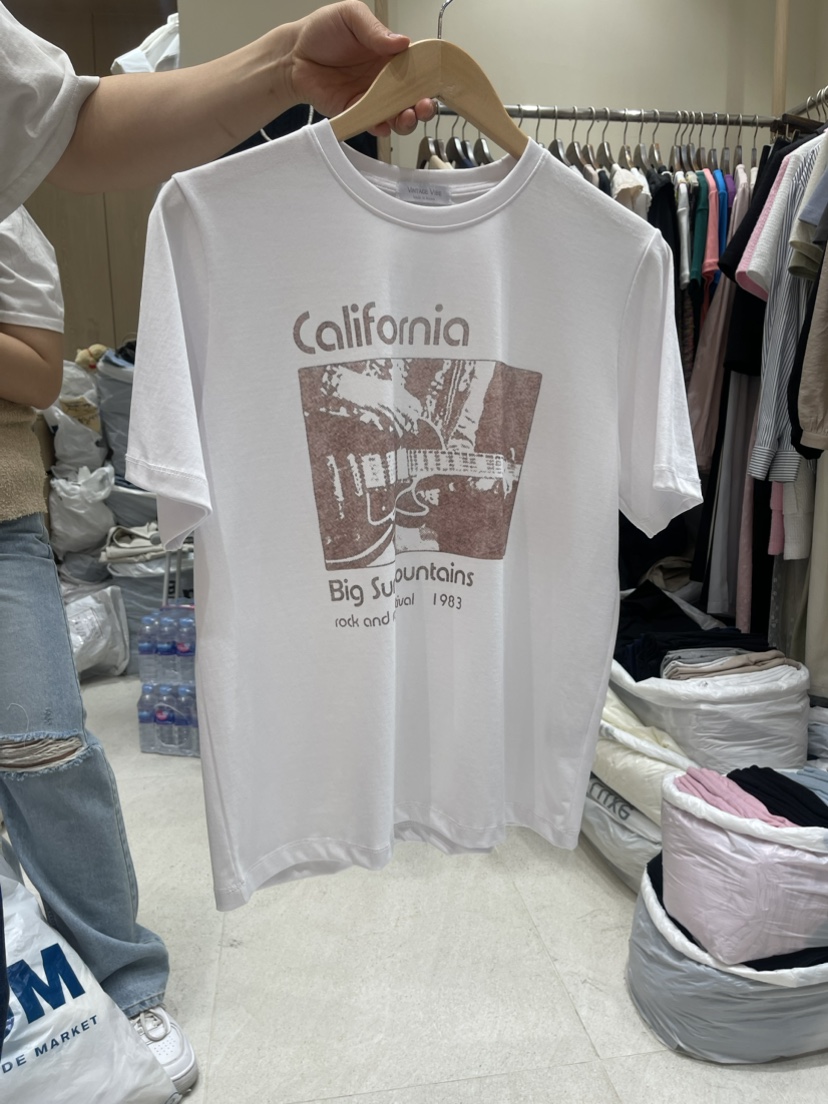 California
Big Su ountains
ival 1983
rock and
M
DE MARKET